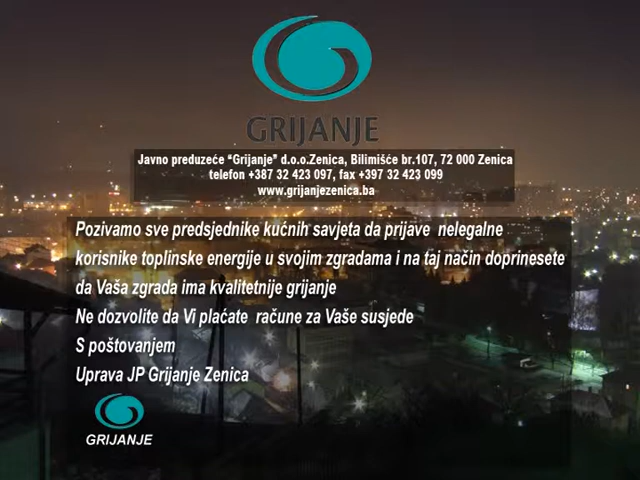 GRIJANJE
Javno preduzeće “Grijanje” d.o.o.Zenica, Bilimišće br.107, 72 000 Zenica
telefon +387 32 423 097, fax +397 32 423 099
www.grijanjezenica.ba
Pozivamo sve predsjednike kućnih savjeta da prijave nelegalne
korisnike toplinske energije u svojim zgradama i na taj način doprinesete
da Vaša zgrada ima kvalitetnije grijanje
Ne dozvolite da Vi plaćate račune za Vaše susjede
S poštovanjem
Uprava JP Grijanje Zenica
GRIJANJE